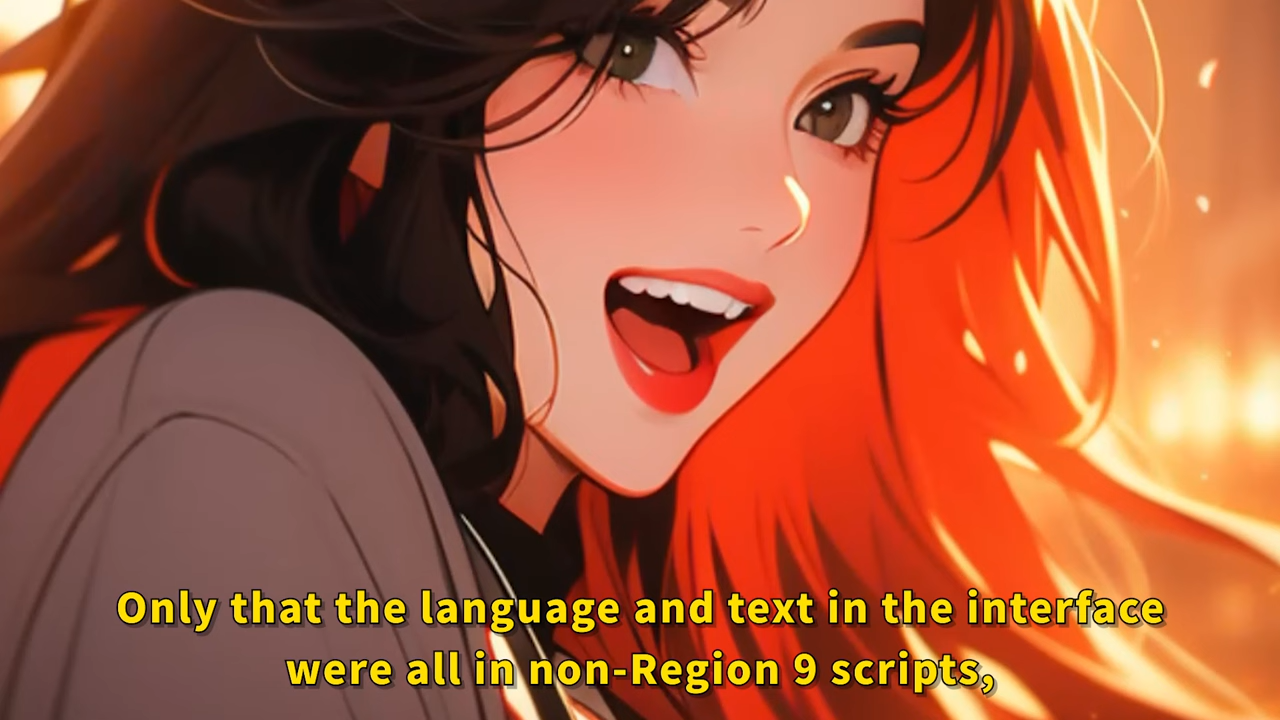 Only that the language and text in the interface
were all in non-Region 9 scripts,